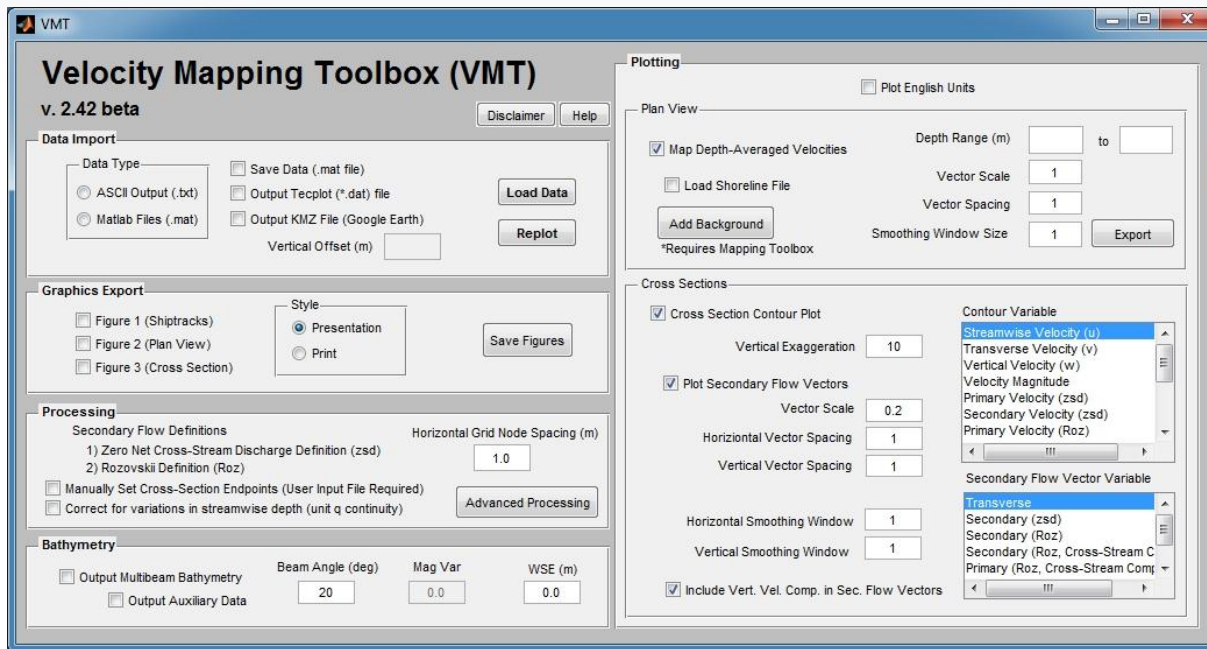 VMT
Velocity Mapping Toolbox (VMT)
v. 2.42 beta
Disclaimer
Help
Data Import
Data Type
ASCII Output (.txt)
Matlab Files (.mat)
Save Data (.mat file)
Output Tecplot (*.dat) file
Output KMZ File (Google Earth)
Vertical Offset (m)
Load Data
Replot
Graphics Export
Figure 1 (Shiptracks)
Figure 2 (Plan View)
Figure 3 (Cross Section)
Style
Presentation
Print
Save Figures
Processing
Secondary Flow Definitions
1) Zero Net Cross-Stream Discharge Definition (zsd)
2) Rozovskii Definition (Roz)
Horizontal Grid Node Spacing (m)
1.0
Manually Set Cross-Section Endpoints (User Input File Required)
Correct for variations in streamwise depth (unit q continuity)
Advanced Processing
Bathymetry
Output Multibeam Bathymetry
Output Auxiliary Data
Beam Angle (deg)
20
Mag Var
0.0
WSE (m)
0.0
Plotting
Plot English Units
Plan View
Map Depth-Averaged Velocities
Load Shoreline File
Add Background
*Requires Mapping Toolbox
Depth Range (m)
to
Vector Scale
1
Vector Spacing
1
Smoothing Window Size
1
Export
Cross Sections
Cross Section Contour Plot
Vertical Exaggeration
10
Plot Secondary Flow Vectors
Vector Scale
0.2
Horiziontal Vector Spacing
1
Vertical Vector Spacing
1
Horizontal Smoothing Window
1
Vertical Smoothing Window
1
Include Vert. Vel. Comp. in Sec. Flow Vectors
Contour Variable
Streamwise Velocity (u)
Transverse Velocity (v)
Vertical Velocity (w)
Velocity Magnitude
Primary Velocity (zsd)
Secondary Velocity (zsd)
Primary Velocity (Roz)
Secondary Flow Vector Variable
Transverse
Secondary (zsd)
Secondary (Roz)
Secondary (Roz, Cross-Stream C
Primary (Roz, Cross-Stream Comp